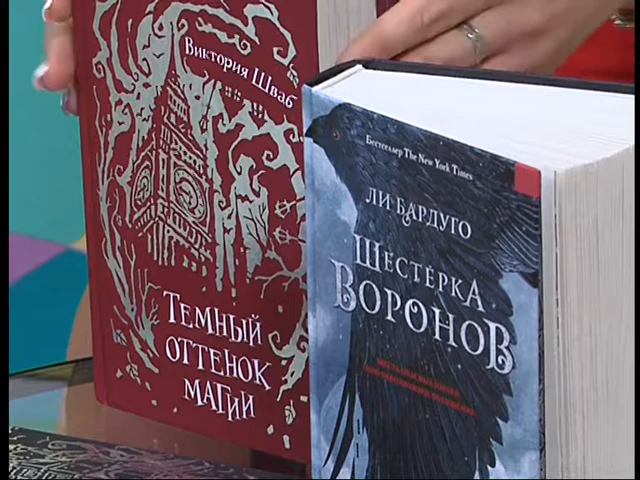 Виктория Шваб
ТЕМНЫЙ
ОТТЕНОК
МАГИИ
Бестселлер The New York Times
ЛИ БАРДУГО
ШЕСТЕРКА
ВОРОНОВ